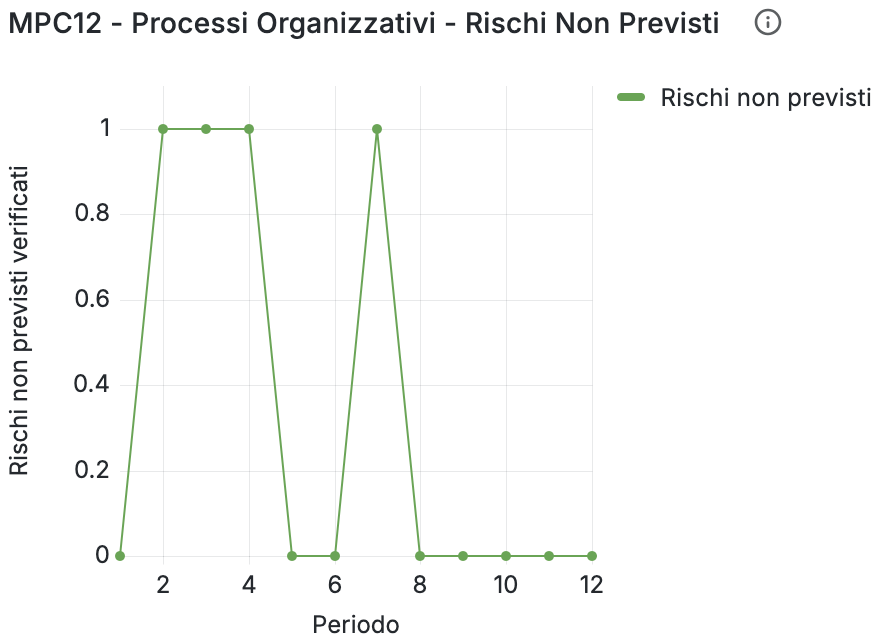 MPC12 - Processi Organizzativi - Rischi Non Previsti
Rischi non previsti
Rischi non previsti verificati
1
0.8
0.6
0.4
0.2
0
2 4 6 8 10 12
Periodo